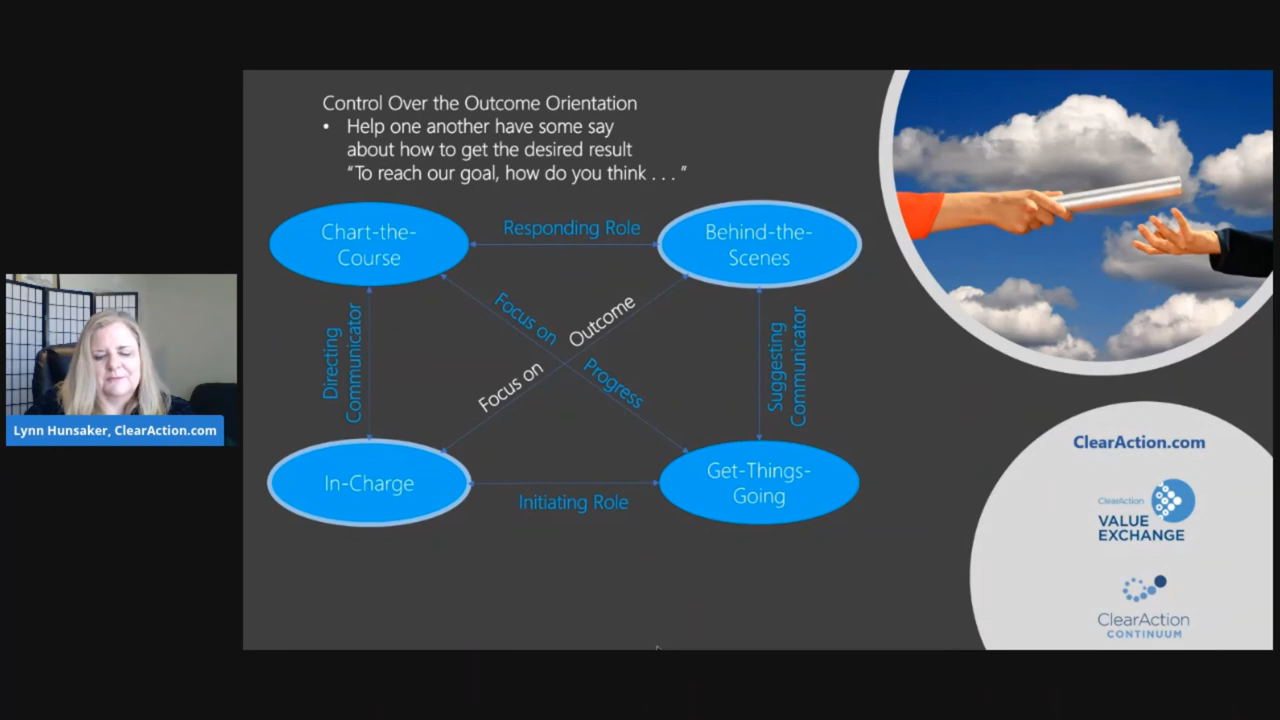 Control Over the Outcome Orientation
• Help one another have some say
about how to get the desired result
“To reach our goal, how do you think . . . ”
Chart-the-
Course
Responding Role
Behind-the-
Scenes
Directing
Communicator
Focus on
Progress
Focus on
Outcome
Suggesting
Communicator
In-Charge
Initiating Role
Get-Things-
Going
Lynn Hunsaker, ClearAction.com
ClearAction.com
ClearAction
VALUE
EXCHANGE
ClearAction
CONTINUUM